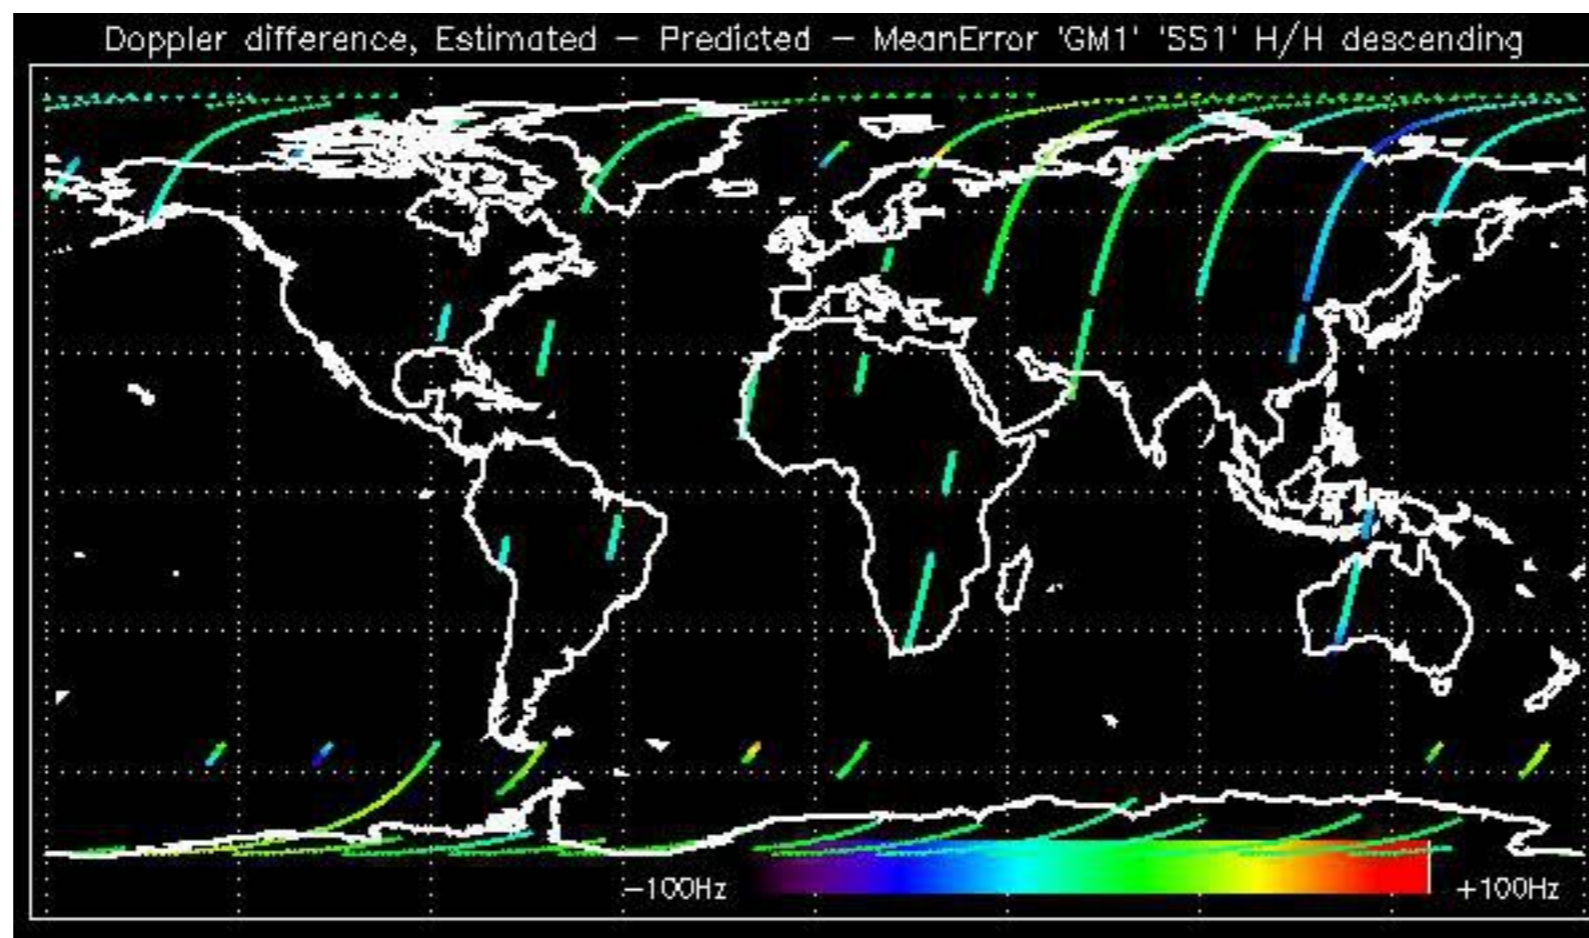 Doppler difference, Estimated – Predicted – MeanError 'GM1' 'SS1' H/H descending
–100Hz +100Hz